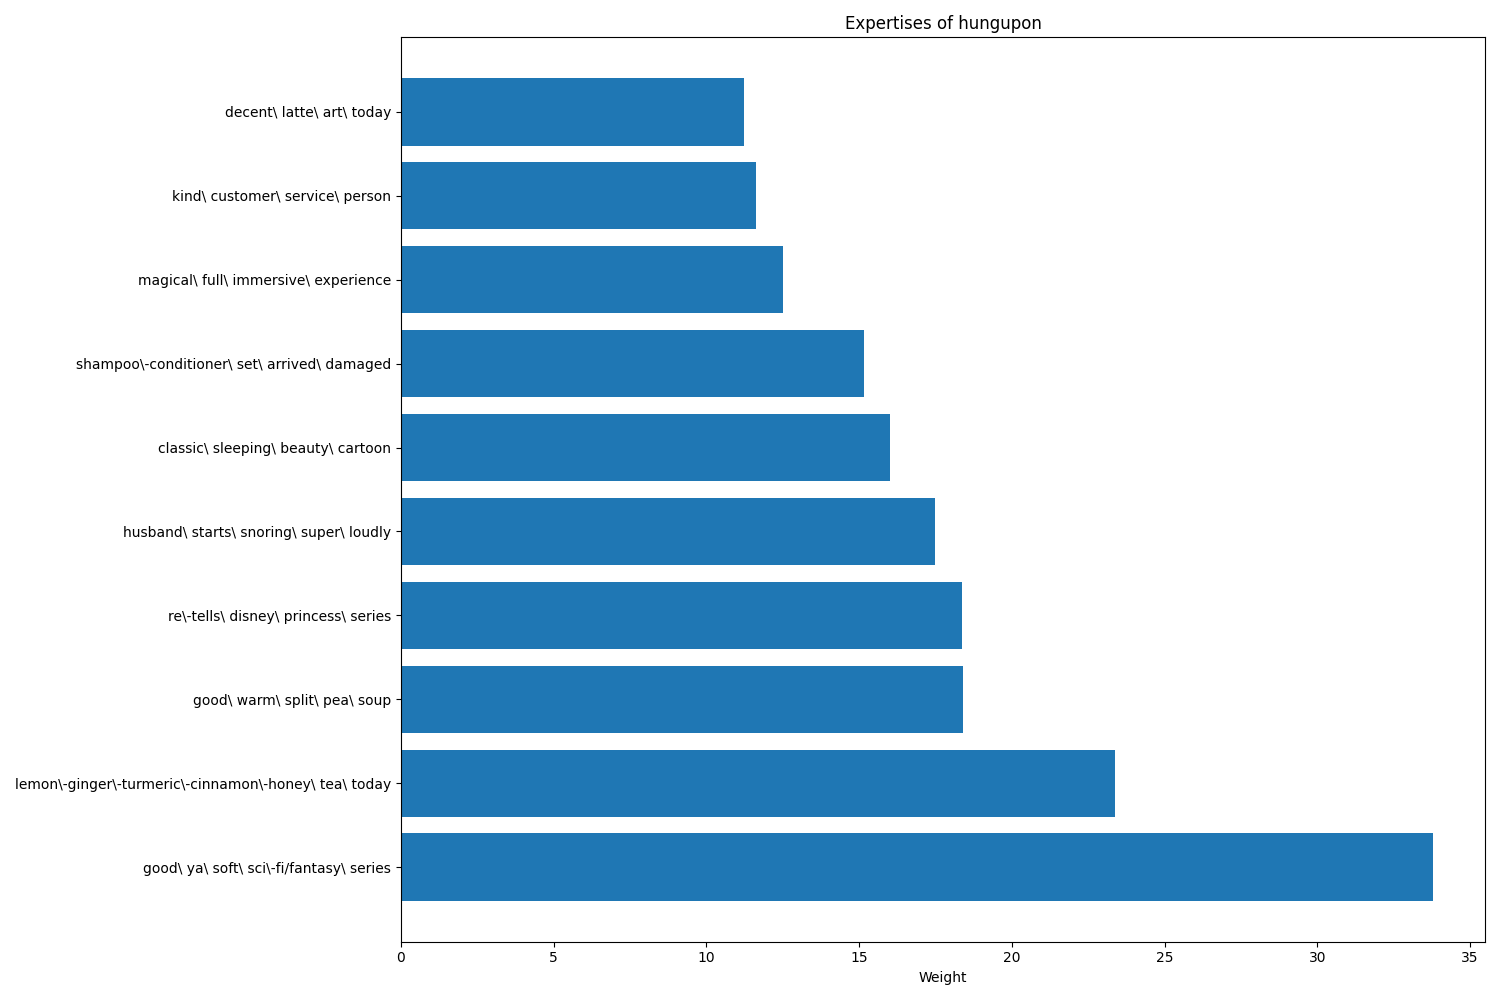 Expertises of hungupon
decent\ latte\ art\ today
kind\ customer\ service\ person
magical\ full\ immersive\ experience
shampoo\-conditioner\ set\ arrived\ damaged
classic\ sleeping\ beauty\ cartoon
husband\ starts\ snoring\ super\ loudly
re\-tells\ disney\ princess\ series
good\ warm\ split\ pea\ soup
lemon\-ginger\-turmeric\-cinnamon\-honey\ tea\ today
good\ ya\ soft\ sci\-fi/fantasy\ series
0 5 10 15 20 25 30 35
Weight